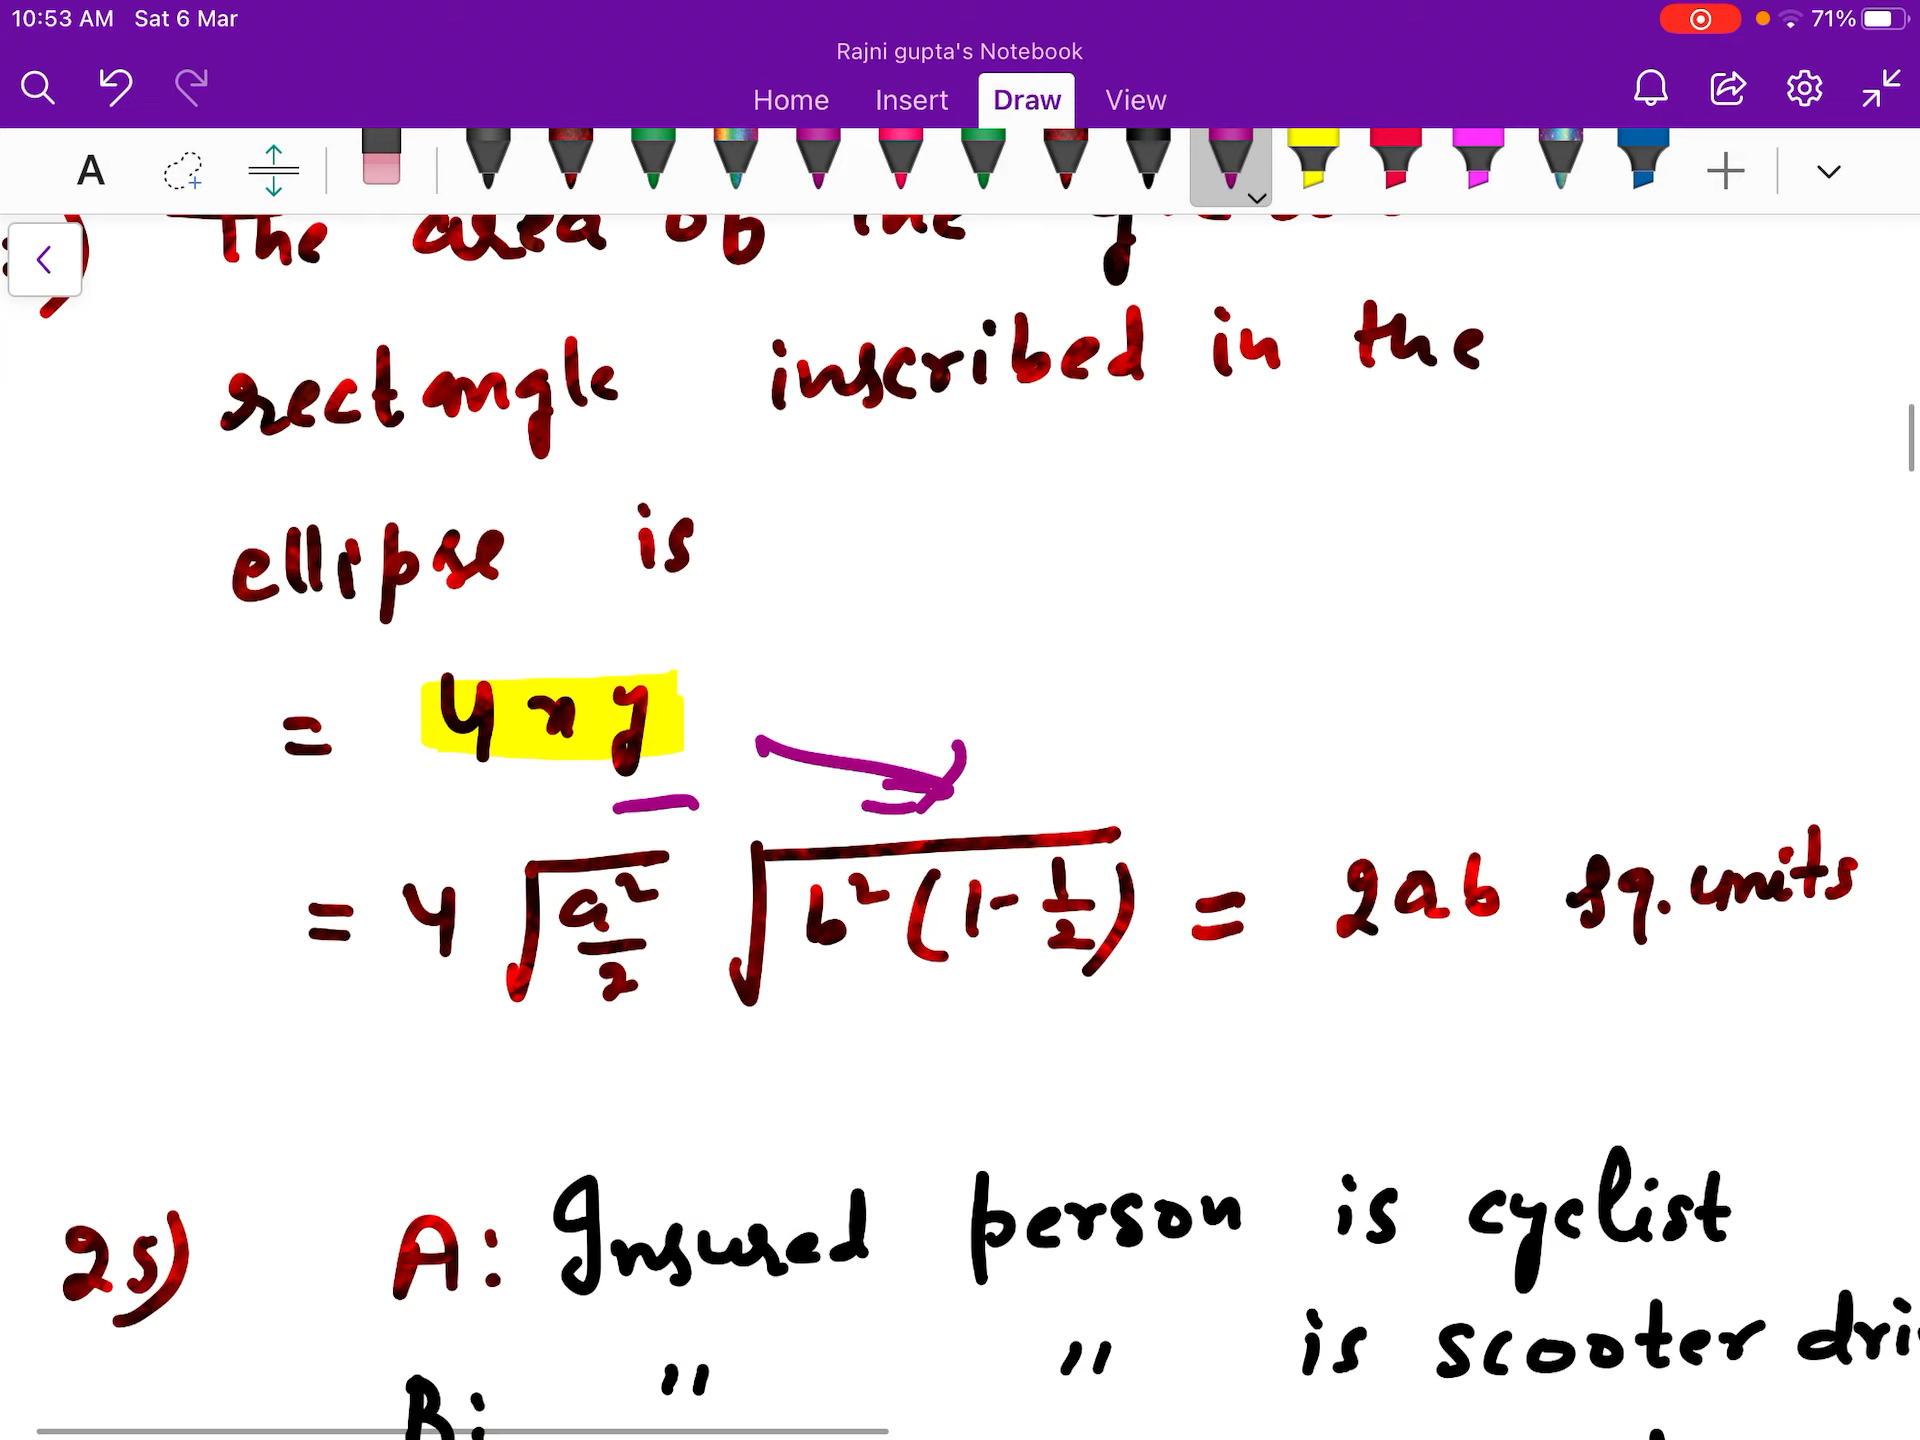 10:53 AM Sat 6 Mar 71%
Rajni gupta's Notebook
Home Insert Draw View
A
The area of the
rectangle inscribed in the
ellipse is
= 4xy
= 4 √(a²/2) √(b²(1-1/2)) = 2ab sq. units
25) A: Insured person is cyclist
B: " " is scooter dri